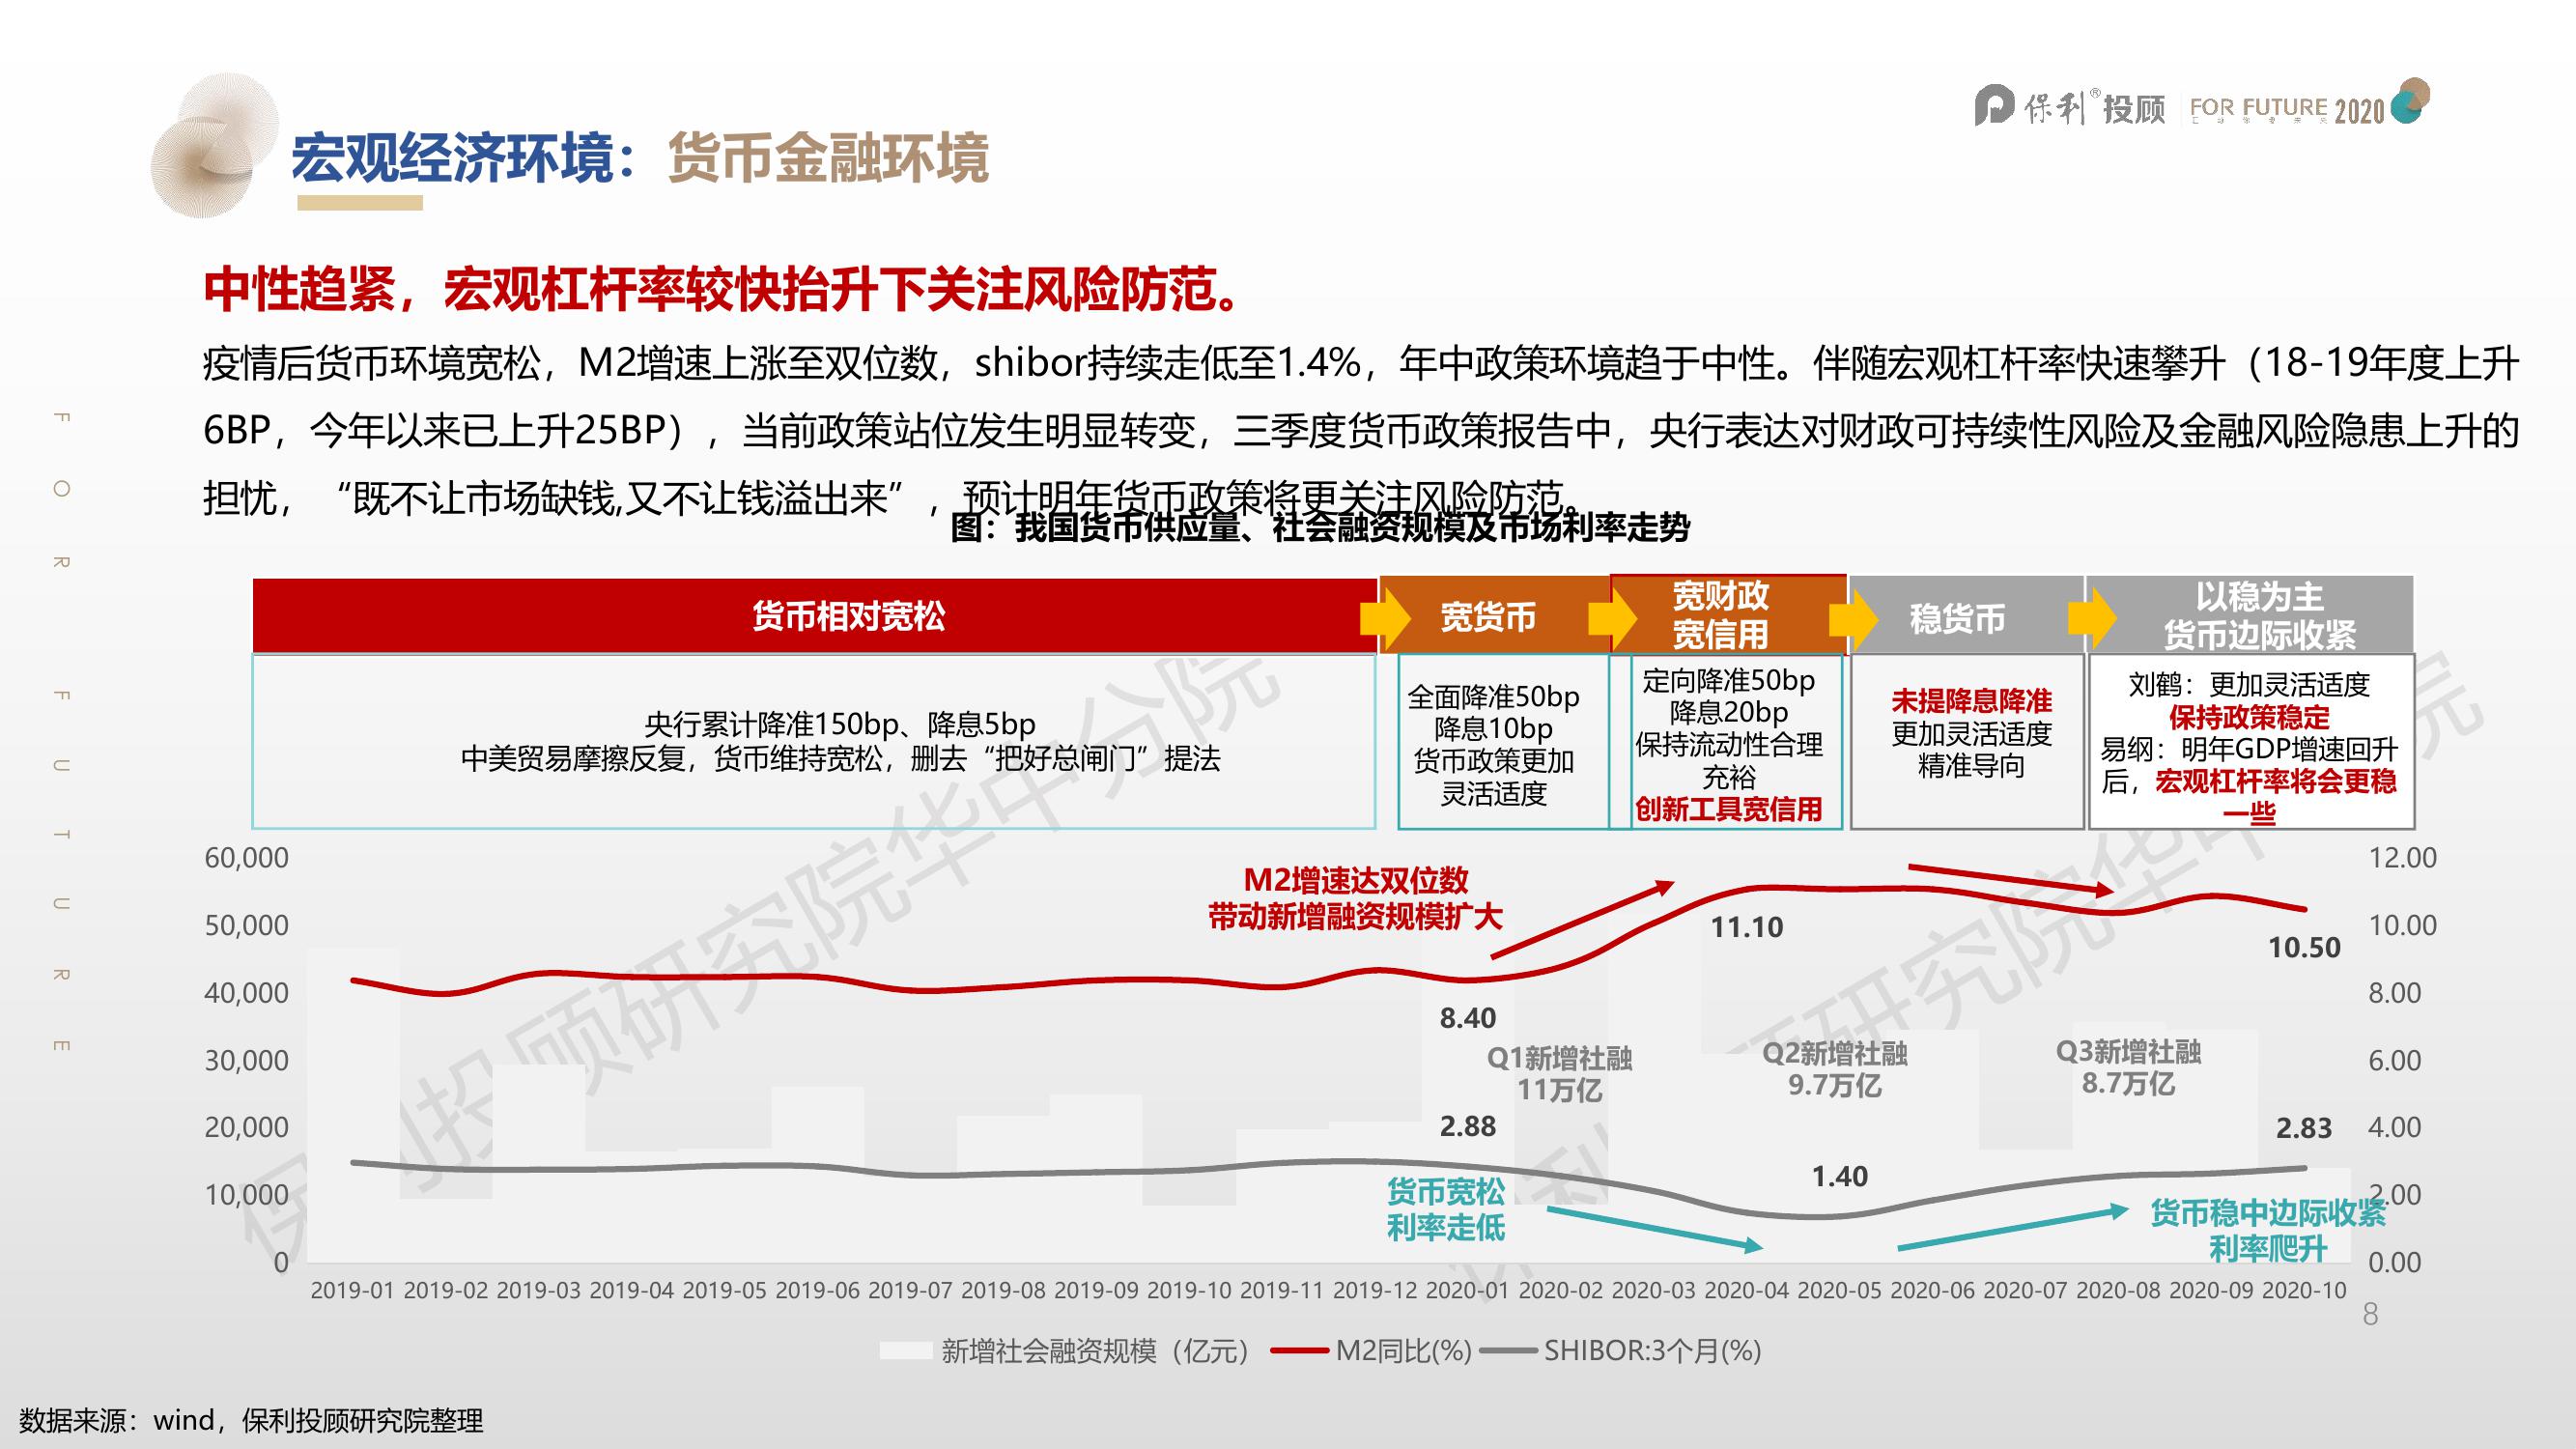 保利®投顾 FOR FUTURE 2020
宏观经济环境：货币金融环境
中性趋紧，宏观杠杆率较快抬升下关注风险防范。
疫情后货币环境宽松，M2增速上涨至双位数，shibor持续走低至1.4%，年中政策环境趋于中性。伴随宏观杠杆率快速攀升（18-19年度上升
6BP，今年以来已上升25BP），当前政策站位发生明显转变，三季度货币政策报告中，央行表达对财政可持续性风险及金融风险隐患上升的
担忧，“既不让市场缺钱,又不让钱溢出来”，预计明年货币政策将更关注风险防范。
图：我国货币供应量、社会融资规模及市场利率走势
FOR FUTURE
货币相对宽松
央行累计降准150bp、降息5bp
中美贸易摩擦反复，货币维持宽松，删去“把好总闸门”提法
宽货币
全面降准50bp
降息10bp
货币政策更加
灵活适度
宽财政
宽信用
定向降准50bp
降息20bp
保持流动性合理
充裕
创新工具宽信用
稳货币
未提降息降准
更加灵活适度
精准导向
以稳为主
货币边际收紧
刘鹤：更加灵活适度
保持政策稳定
易纲：明年GDP增速回升
后，宏观杠杆率将会更稳
一些
60,000
50,000
40,000
30,000
20,000
10,000
0
12.00
10.00
8.00
6.00
4.00
2.00
0.00
M2增速达双位数
带动新增融资规模扩大
11.10
10.50
8.40
Q1新增社融
11万亿
Q2新增社融
9.7万亿
Q3新增社融
8.7万亿
2.88
1.40
2.83
货币宽松
利率走低
货币稳中边际收紧
利率爬升
2019-01 2019-02 2019-03 2019-04 2019-05 2019-06 2019-07 2019-08 2019-09 2019-10 2019-11 2019-12 2020-01 2020-02 2020-03 2020-04 2020-05 2020-06 2020-07 2020-08 2020-09 2020-10
新增社会融资规模（亿元） M2同比(%) SHIBOR:3个月(%)
8
数据来源：wind，保利投顾研究院整理
保利投顾研究院华中分院
保利投顾研究院华中分院